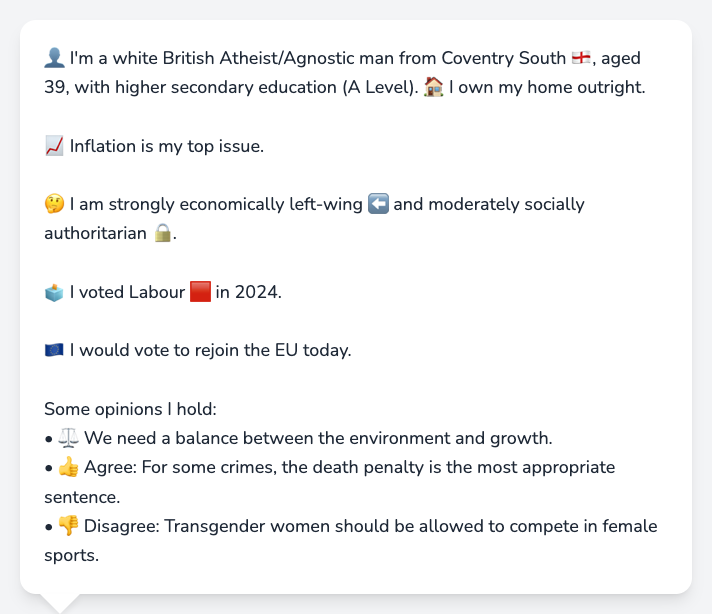 👤 I'm a white British Atheist/Agnostic man from Coventry South 🏴󠁧󠁢󠁥󠁮󠁧󠁿, aged
39, with higher secondary education (A Level). 🏠 I own my home outright.
📈 Inflation is my top issue.
🤔 I am strongly economically left-wing ⬅️ and moderately socially
authoritarian 🔒.
🗳️ I voted Labour 🟥 in 2024.
🇪🇺 I would vote to rejoin the EU today.
Some opinions I hold:
• ⚖️ We need a balance between the environment and growth.
• 👍 Agree: For some crimes, the death penalty is the most appropriate
sentence.
• 👎 Disagree: Transgender women should be allowed to compete in female
sports.